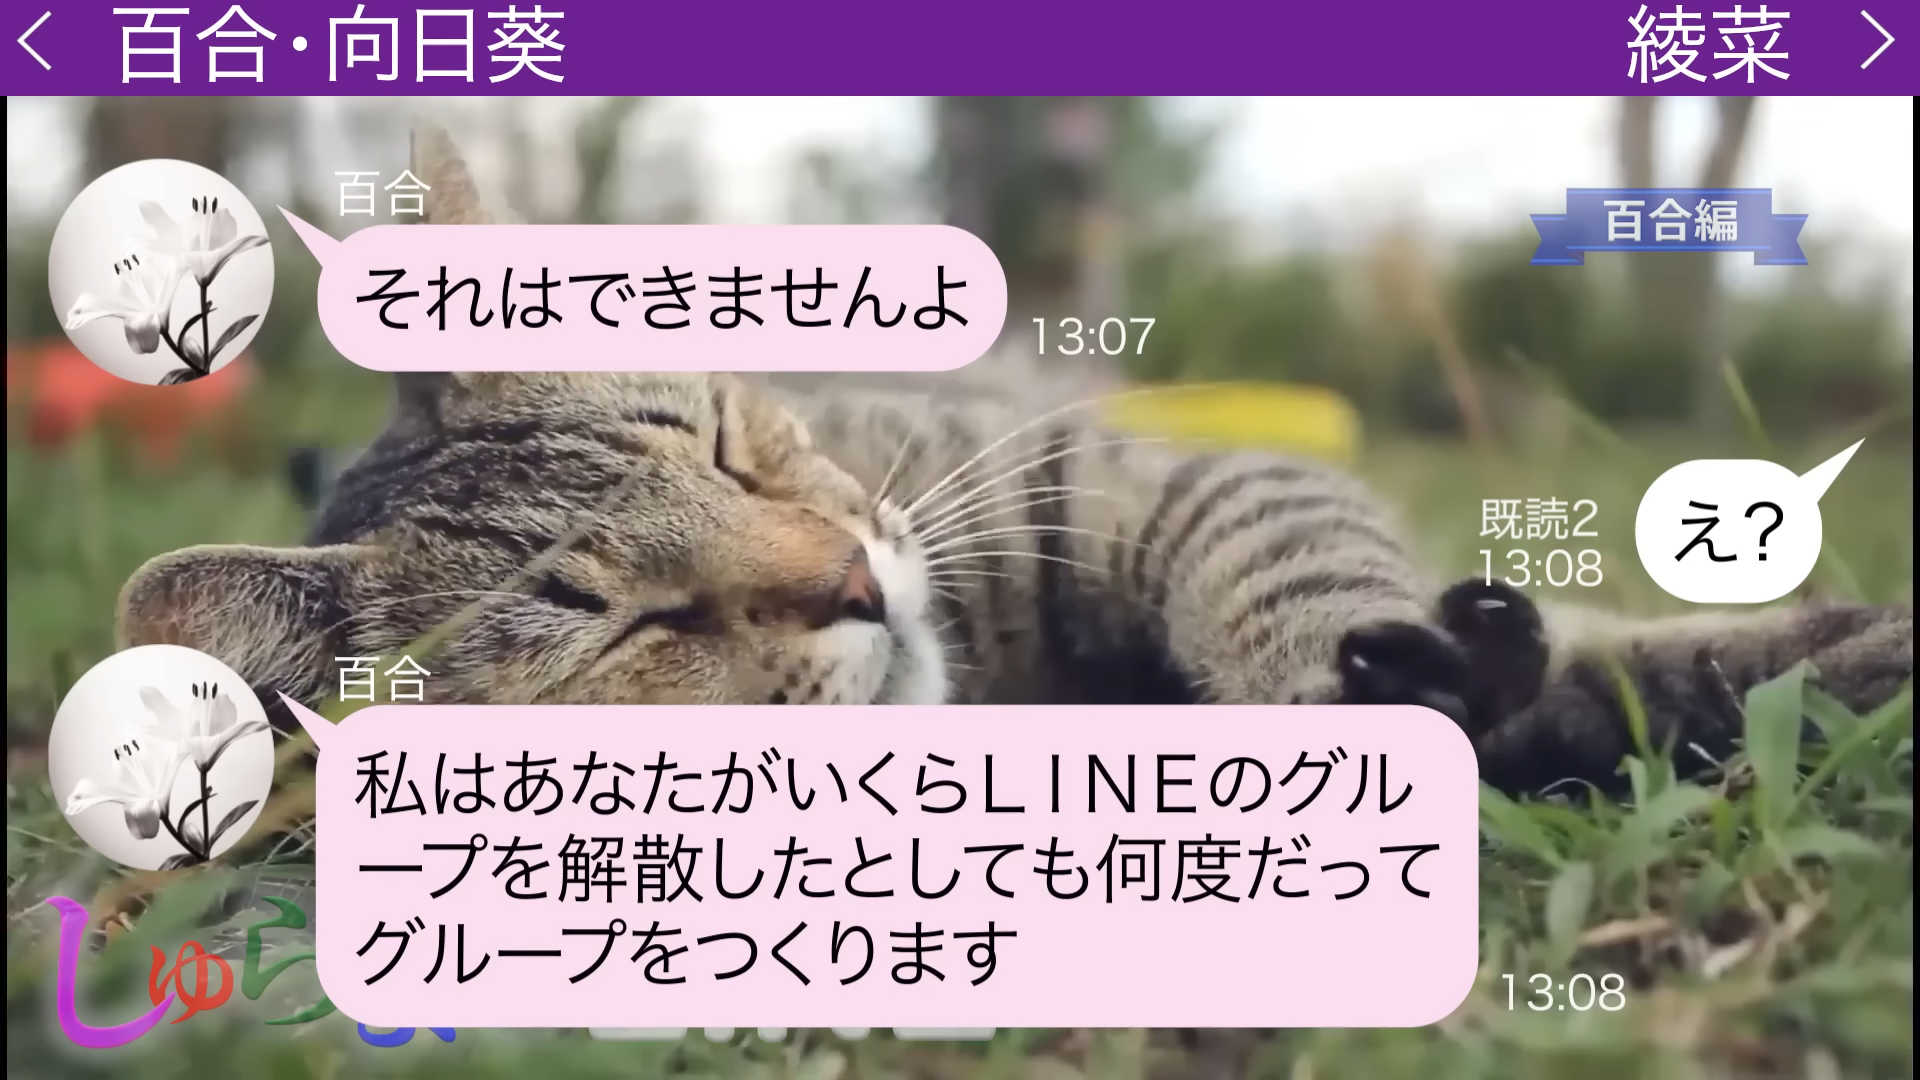 百合・向日葵
綾菜
百合編
百合
それはできませんよ
13:07
え?
既読2
13:08
百合
私はあなたがいくらＬＩＮＥのグル
ープを解散したとしても何度だって
グループをつくります
13:08
しゅら